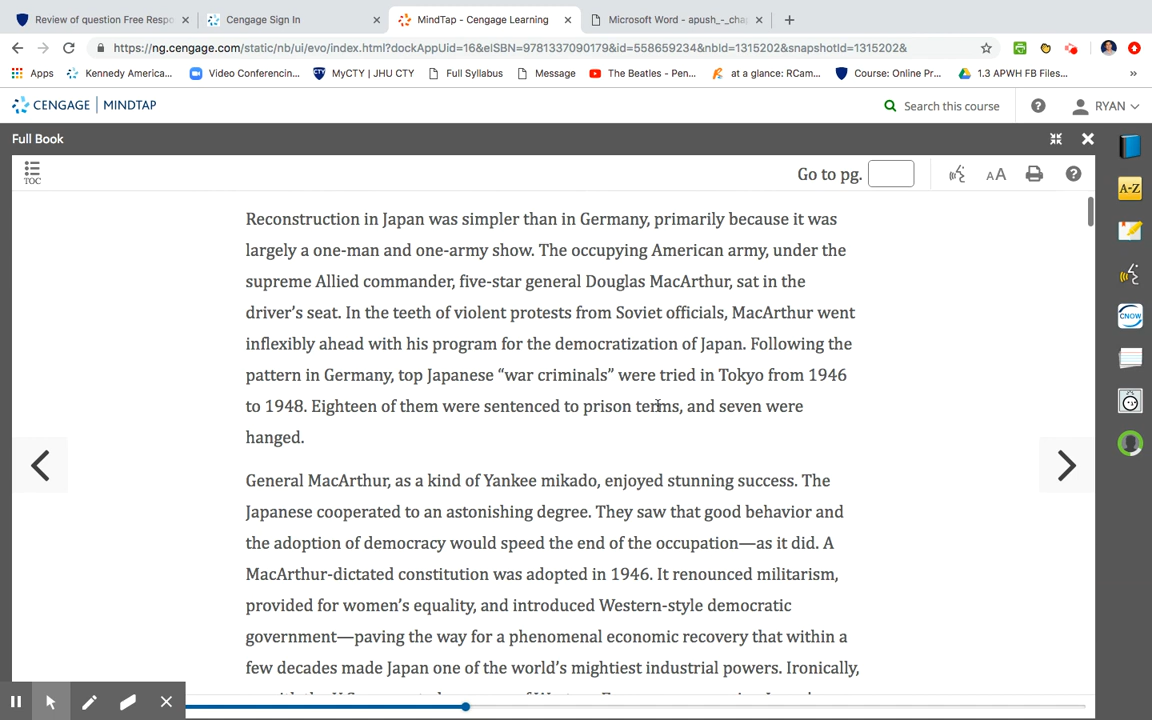 Review of question Free Respo
Cengage Sign In
MindTap - Cengage Learning
Microsoft Word - apush_-_cha
https://ng.cengage.com/static/nb/ui/evo/index.html?dockAppUid=16&eISBN=9781337090179&id=558659234&nbId=1315202&snapshotId=1315202&
Apps
Kennedy America...
Video Conferencin...
MyCTY | JHU CTY
Full Syllabus
Message
The Beatles - Pen...
at a glance: RCam...
Course: Online Pr...
1.3 APWH FB Files...
»
CENGAGE | MINDTAP
Search this course
RYAN
Full Book
TOC
Go to pg.
AA
A-Z
CNOW
Reconstruction in Japan was simpler than in Germany, primarily because it was
largely a one-man and one-army show. The occupying American army, under the
supreme Allied commander, five-star general Douglas MacArthur, sat in the
driver’s seat. In the teeth of violent protests from Soviet officials, MacArthur went
inflexibly ahead with his program for the democratization of Japan. Following the
pattern in Germany, top Japanese “war criminals” were tried in Tokyo from 1946
to 1948. Eighteen of them were sentenced to prison terms, and seven were
hanged.
General MacArthur, as a kind of Yankee mikado, enjoyed stunning success. The
Japanese cooperated to an astonishing degree. They saw that good behavior and
the adoption of democracy would speed the end of the occupation—as it did. A
MacArthur-dictated constitution was adopted in 1946. It renounced militarism,
provided for women’s equality, and introduced Western-style democratic
government—paving the way for a phenomenal economic recovery that within a
few decades made Japan one of the world’s mightiest industrial powers. Ironically,